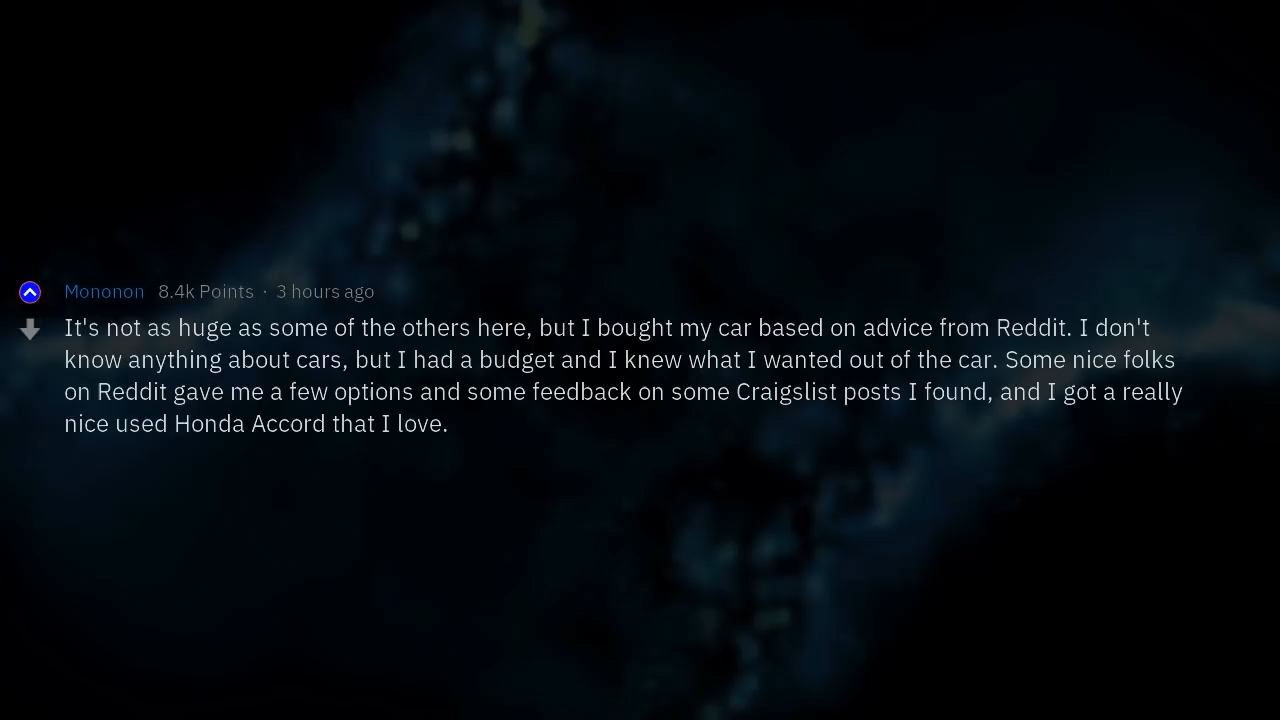 Mononon 8.4k Points · 3 hours ago
It's not as huge as some of the others here, but I bought my car based on advice from Reddit. I don't
know anything about cars, but I had a budget and I knew what I wanted out of the car. Some nice folks
on Reddit gave me a few options and some feedback on some Craigslist posts I found, and I got a really
nice used Honda Accord that I love.